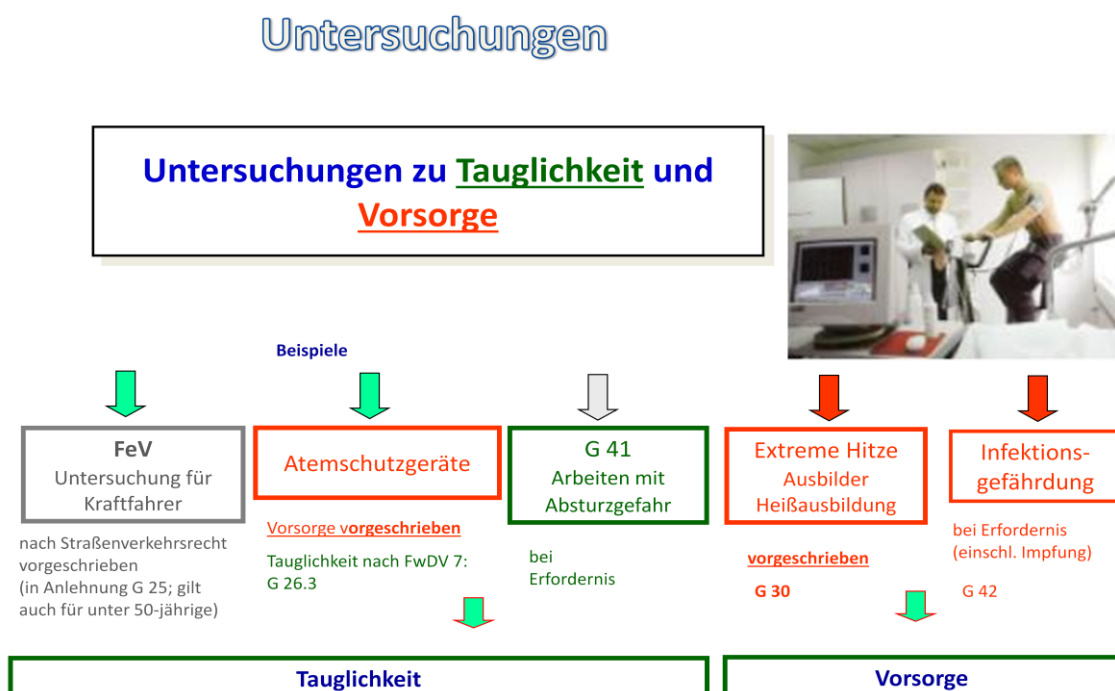 Untersuchungen
Untersuchungen zu Tauglichkeit und
Vorsorge
Beispiele
FeV
Untersuchung für
Kraftfahrer
nach Straßenverkehrsrecht
vorgeschrieben
(in Anlehnung G 25; gilt
auch für unter 50-jährige)
Atemschutzgeräte
Vorsorge vorgeschrieben
Tauglichkeit nach FwDV 7:
G 26.3
G 41
Arbeiten mit
Absturzgefahr
bei
Erfordernis
Extreme Hitze
Ausbilder
Heißausbildung
vorgeschrieben
G 30
Infektions-
gefährdung
bei Erfordernis
(einschl. Impfung)
G 42
Tauglichkeit
Vorsorge